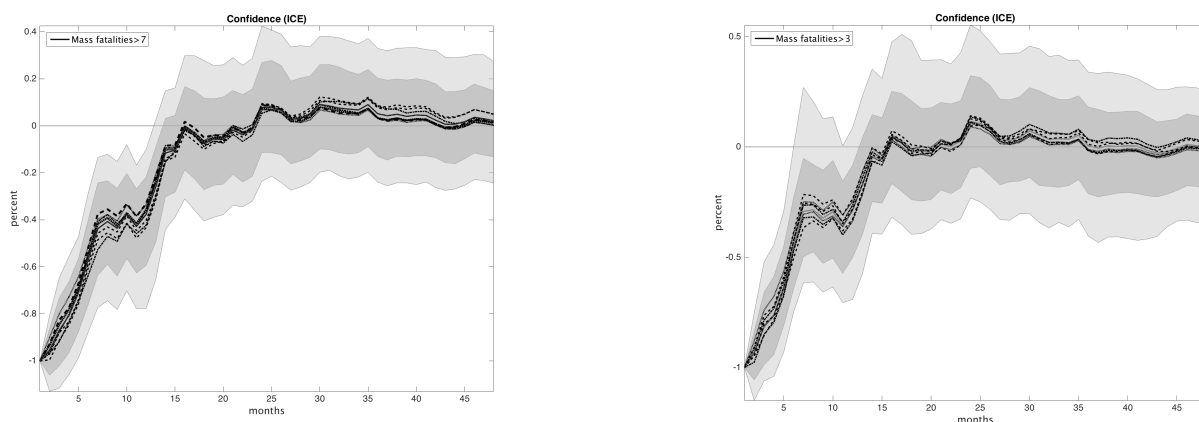 Confidence (ICE)
0.4
Mass fatalities>7
0.2
0
-0.2
percent
-0.4
-0.6
-0.8
-1
5 10 15 20 25 30 35 40 45
months
Confidence (ICE)
0.5
Mass fatalities>3
0
percent
-0.5
-1
5 10 15 20 25 30 35 40 45
months